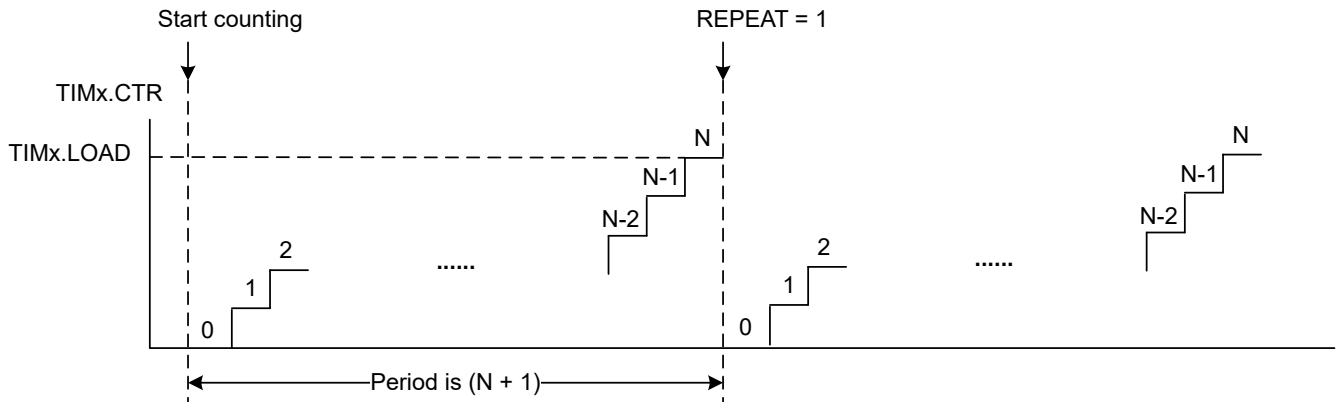 Start counting
REPEAT = 1
TIMx.CTR
TIMx.LOAD
N
N
N-1
N-1
N-2
N-2
2
......
2
......
1
1
0
0
Period is (N + 1)